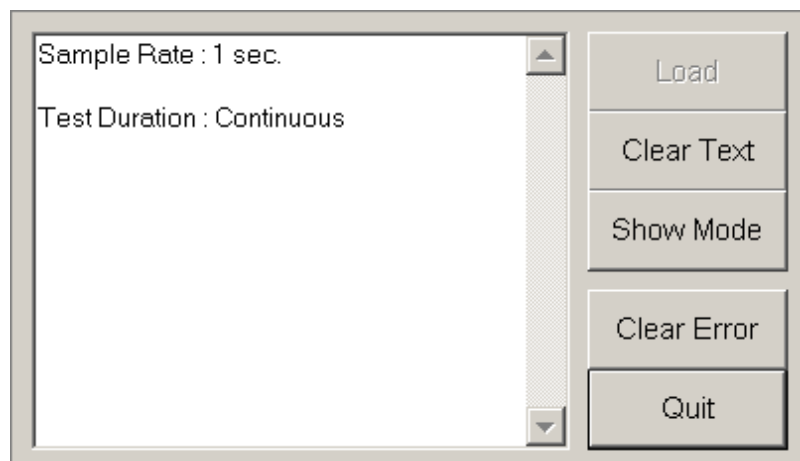 Sample Rate : 1 sec.
Test Duration : Continuous
Load
Clear Text
Show Mode
Clear Error
Quit